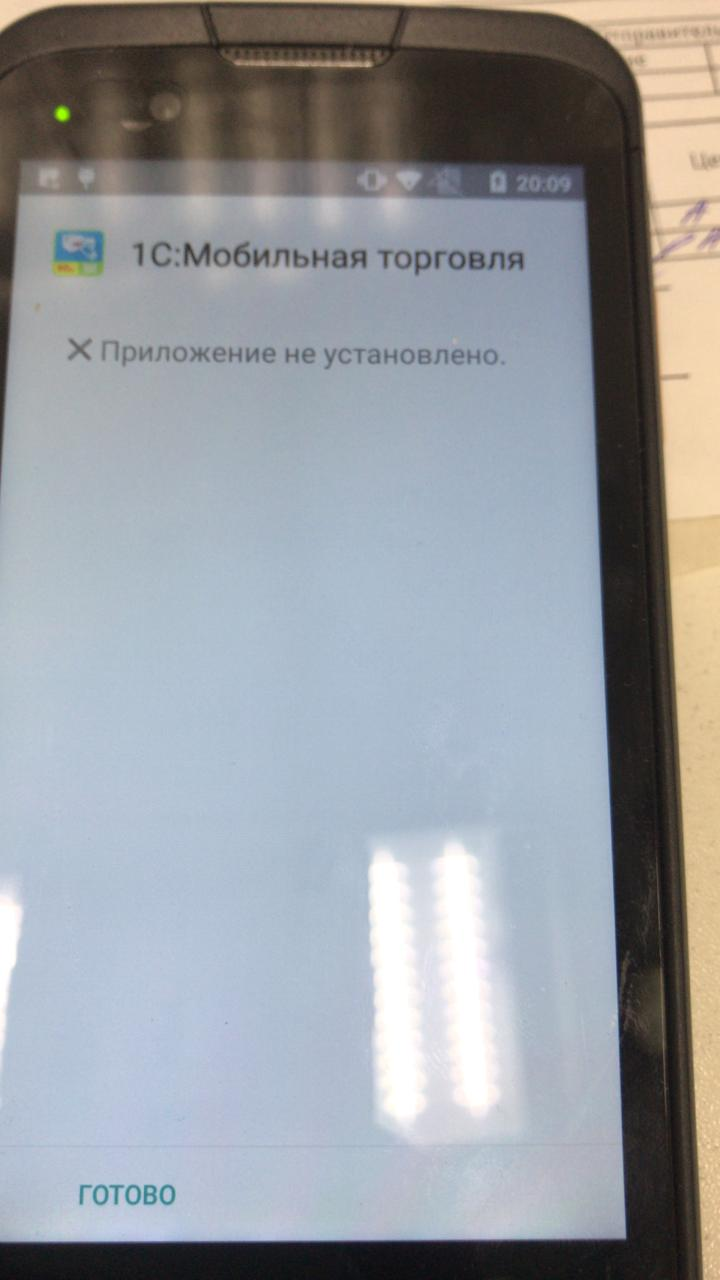 20:09
1С:Мобильная торговля
Приложение не установлено.
ГОТОВО